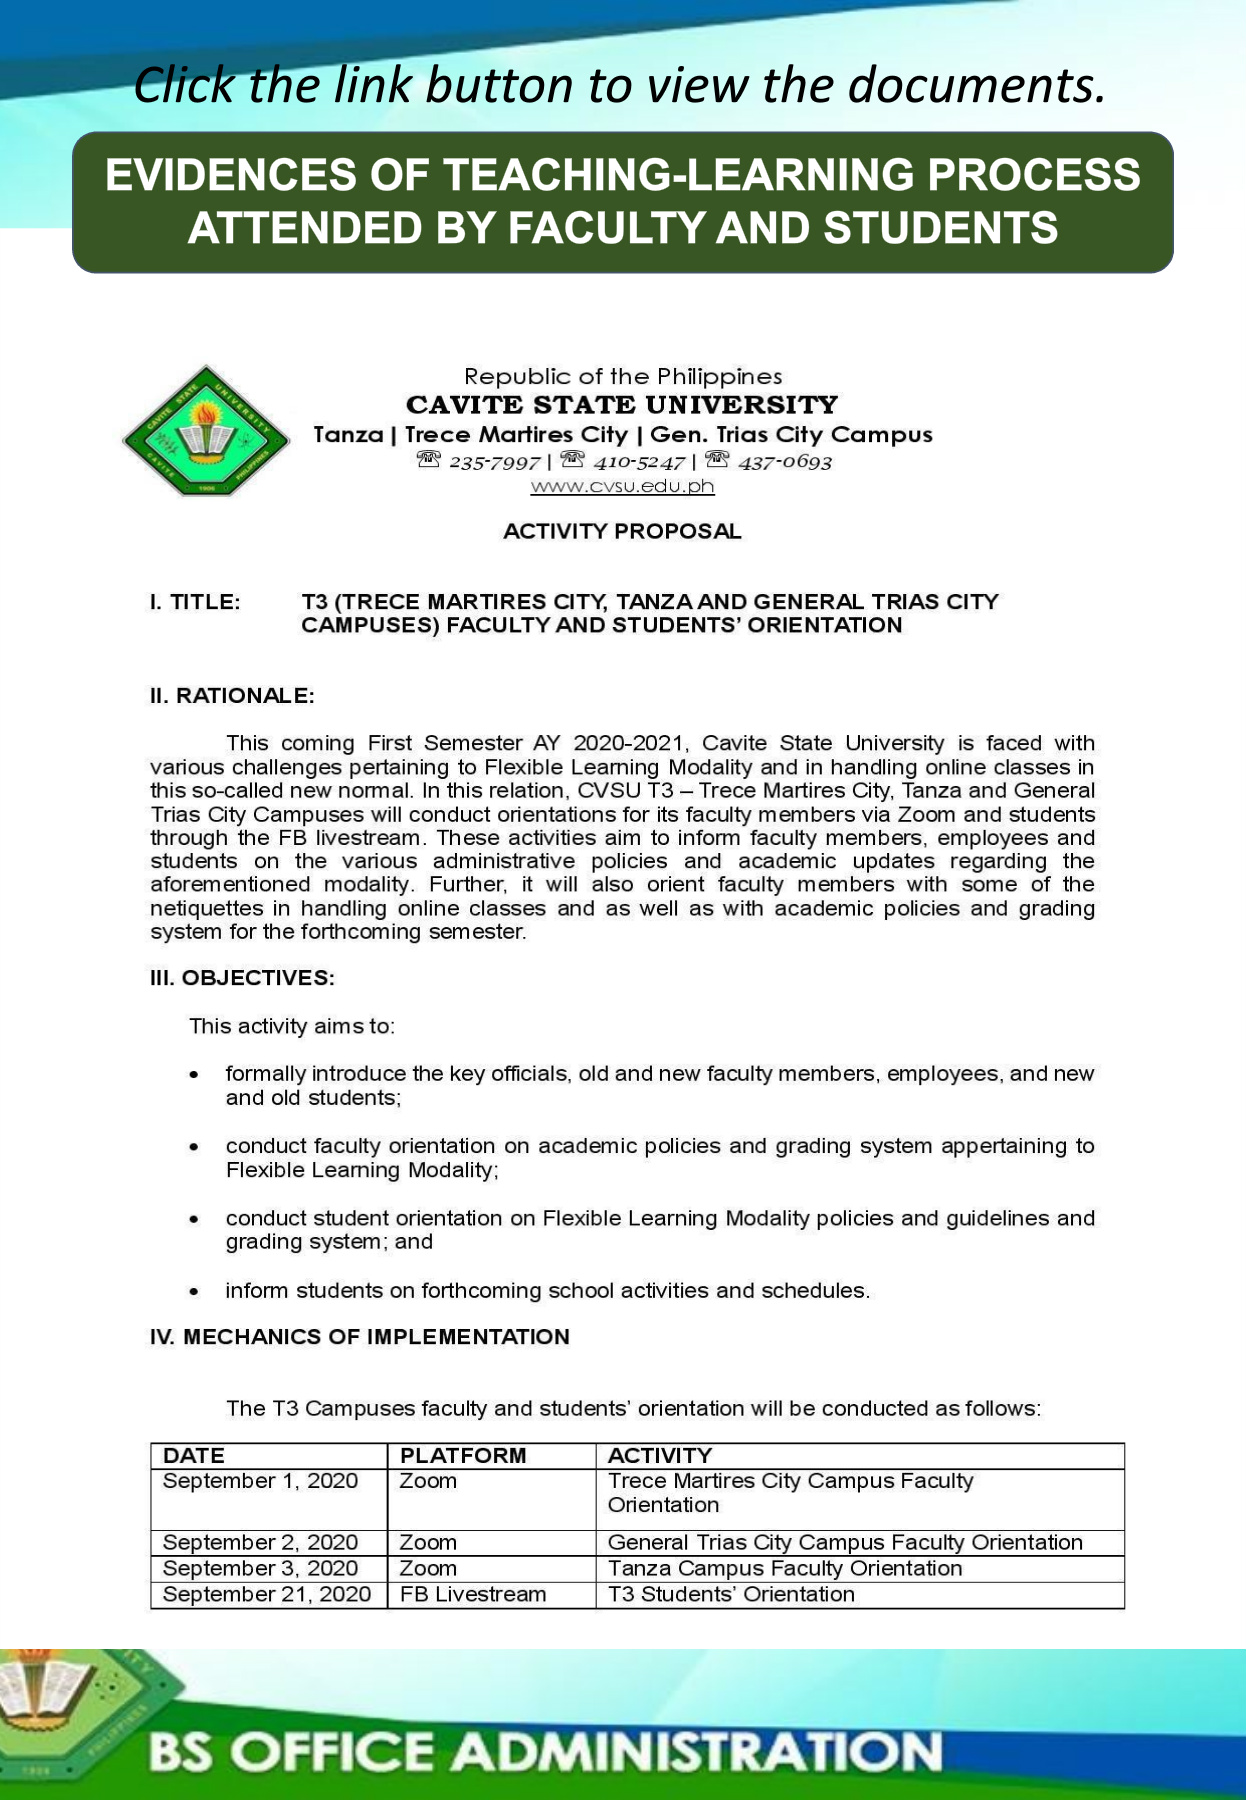 Click the link button to view the documents.
EVIDENCES OF TEACHING-LEARNING PROCESS
ATTENDED BY FACULTY AND STUDENTS
CAVITE STATE UNIVERSITY
CAVITE PHILIPPINES
1906
Republic of the Philippines
CAVITE STATE UNIVERSITY
Tanza | Trece Martires City | Gen. Trias City Campus
☏ 235-7997 | ☏ 410-5247 | ☏ 437-0693
www.cvsu.edu.ph
ACTIVITY PROPOSAL
I. TITLE: T3 (TRECE MARTIRES CITY, TANZA AND GENERAL TRIAS CITY
CAMPUSES) FACULTY AND STUDENTS’ ORIENTATION
II. RATIONALE:
This coming First Semester AY 2020-2021, Cavite State University is faced with
various challenges pertaining to Flexible Learning Modality and in handling online classes in
this so-called new normal. In this relation, CVSU T3 – Trece Martires City, Tanza and General
Trias City Campuses will conduct orientations for its faculty members via Zoom and students
through the FB livestream. These activities aim to inform faculty members, employees and
students on the various administrative policies and academic updates regarding the
aforementioned modality. Further, it will also orient faculty members with some of the
netiquettes in handling online classes and as well as with academic policies and grading
system for the forthcoming semester.
III. OBJECTIVES:
This activity aims to:
• formally introduce the key officials, old and new faculty members, employees, and new
and old students;
• conduct faculty orientation on academic policies and grading system appertaining to
Flexible Learning Modality;
• conduct student orientation on Flexible Learning Modality policies and guidelines and
grading system; and
• inform students on forthcoming school activities and schedules.
IV. MECHANICS OF IMPLEMENTATION
The T3 Campuses faculty and students’ orientation will be conducted as follows:
DATE PLATFORM ACTIVITY
September 1, 2020 Zoom Trece Martires City Campus Faculty
Orientation
September 2, 2020 Zoom General Trias City Campus Faculty Orientation
September 3, 2020 Zoom Tanza Campus Faculty Orientation
September 21, 2020 FB Livestream T3 Students’ Orientation
PHILIPPINES
1906
BS OFFICE ADMINISTRATION